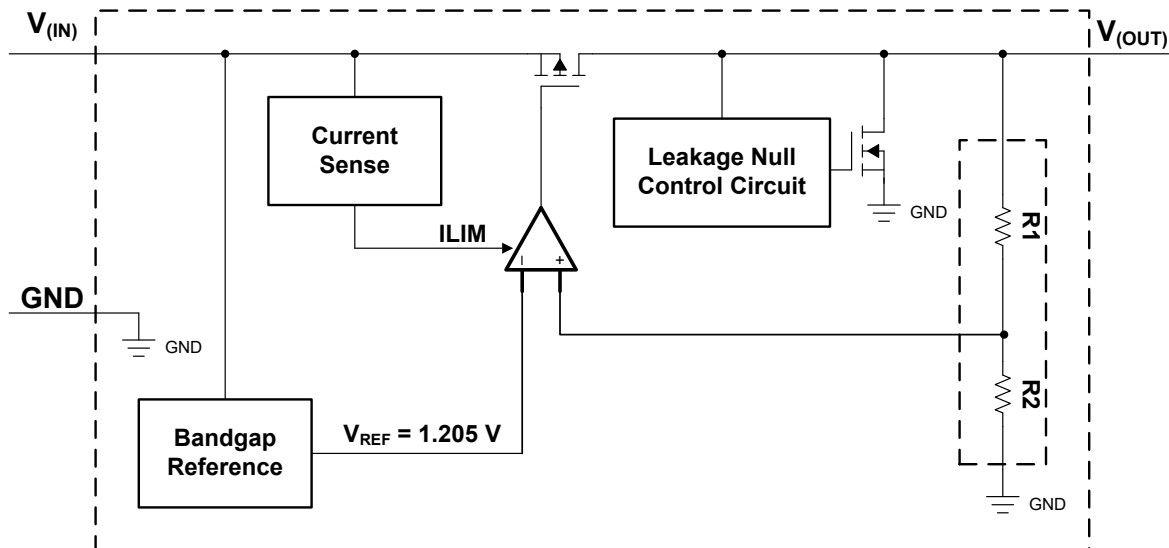 V(IN)
V(OUT)
Current
Sense
Leakage Null
Control Circuit
GND
R1
ILIM
- +
GND
GND
R2
Bandgap
Reference
VREF = 1.205 V
GND